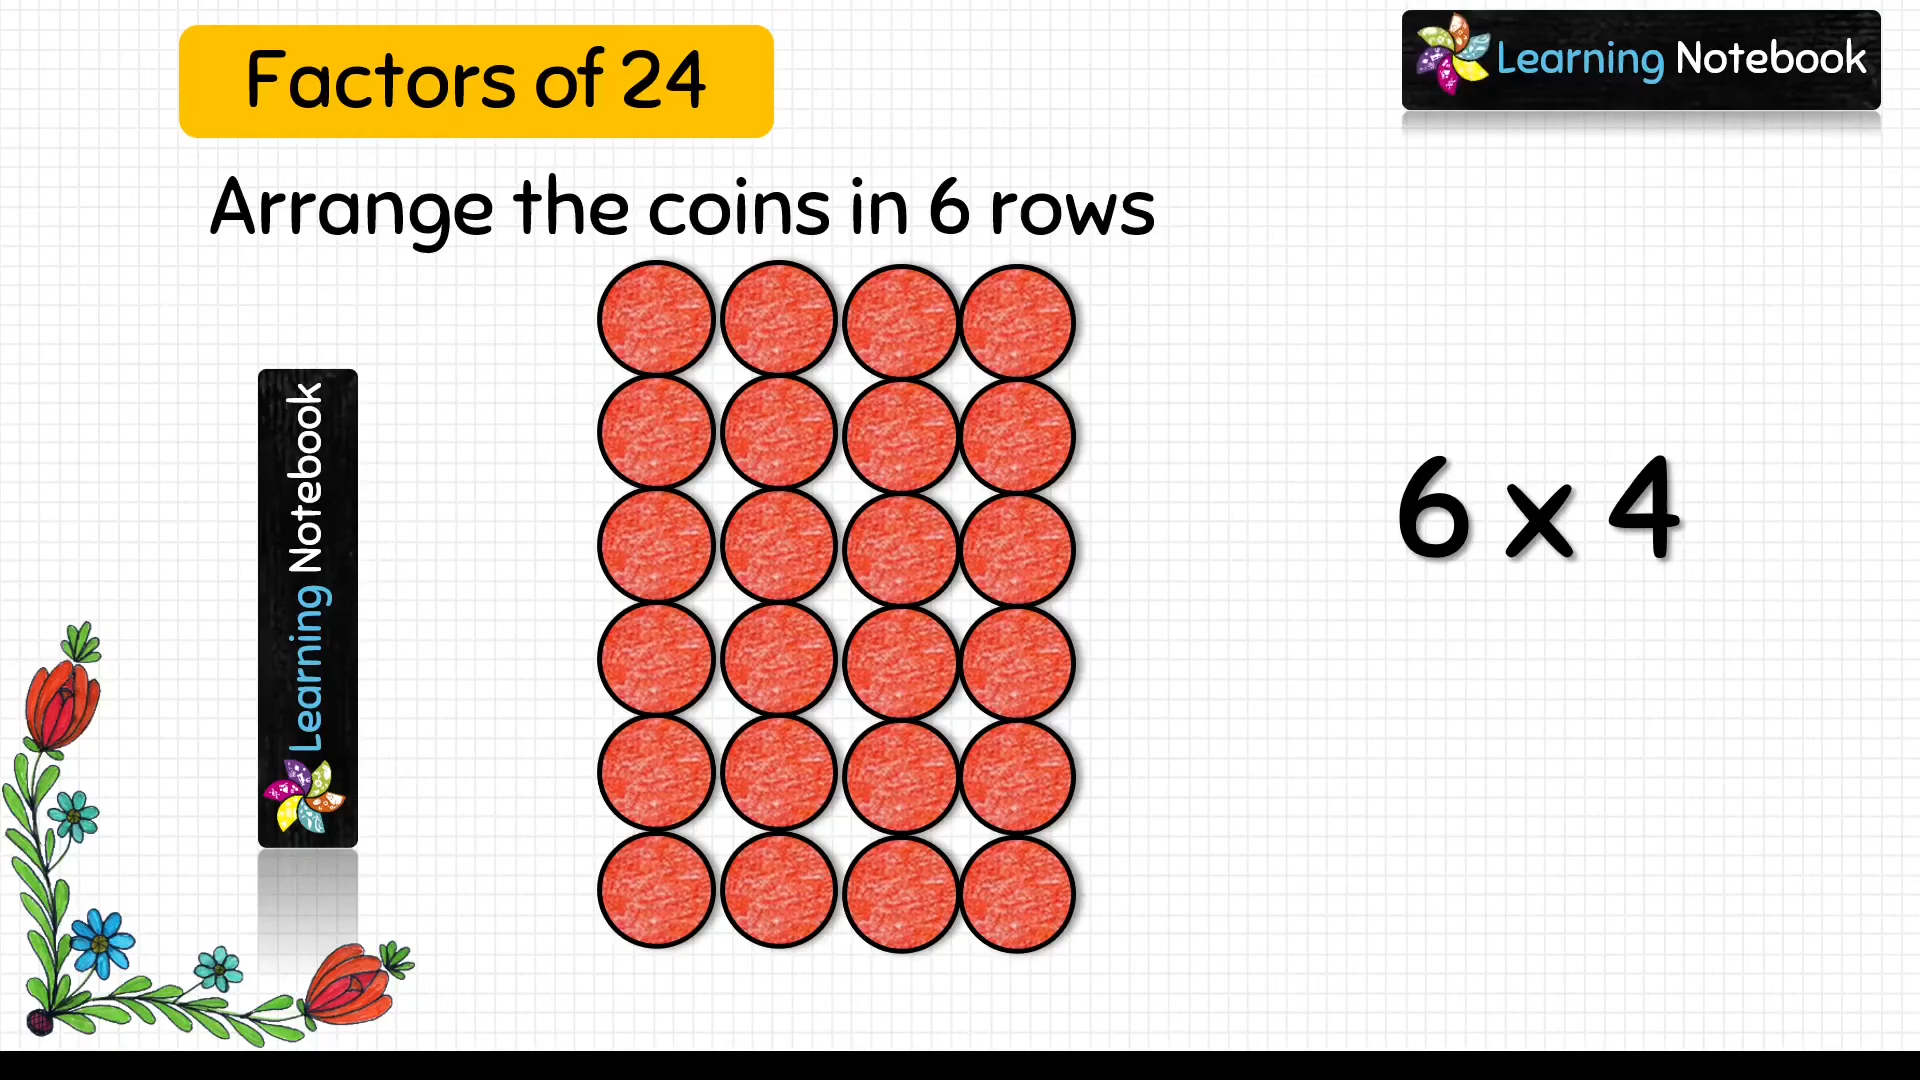 Factors of 24
Learning Notebook
Arrange the coins in 6 rows
Learning Notebook
6 x 4